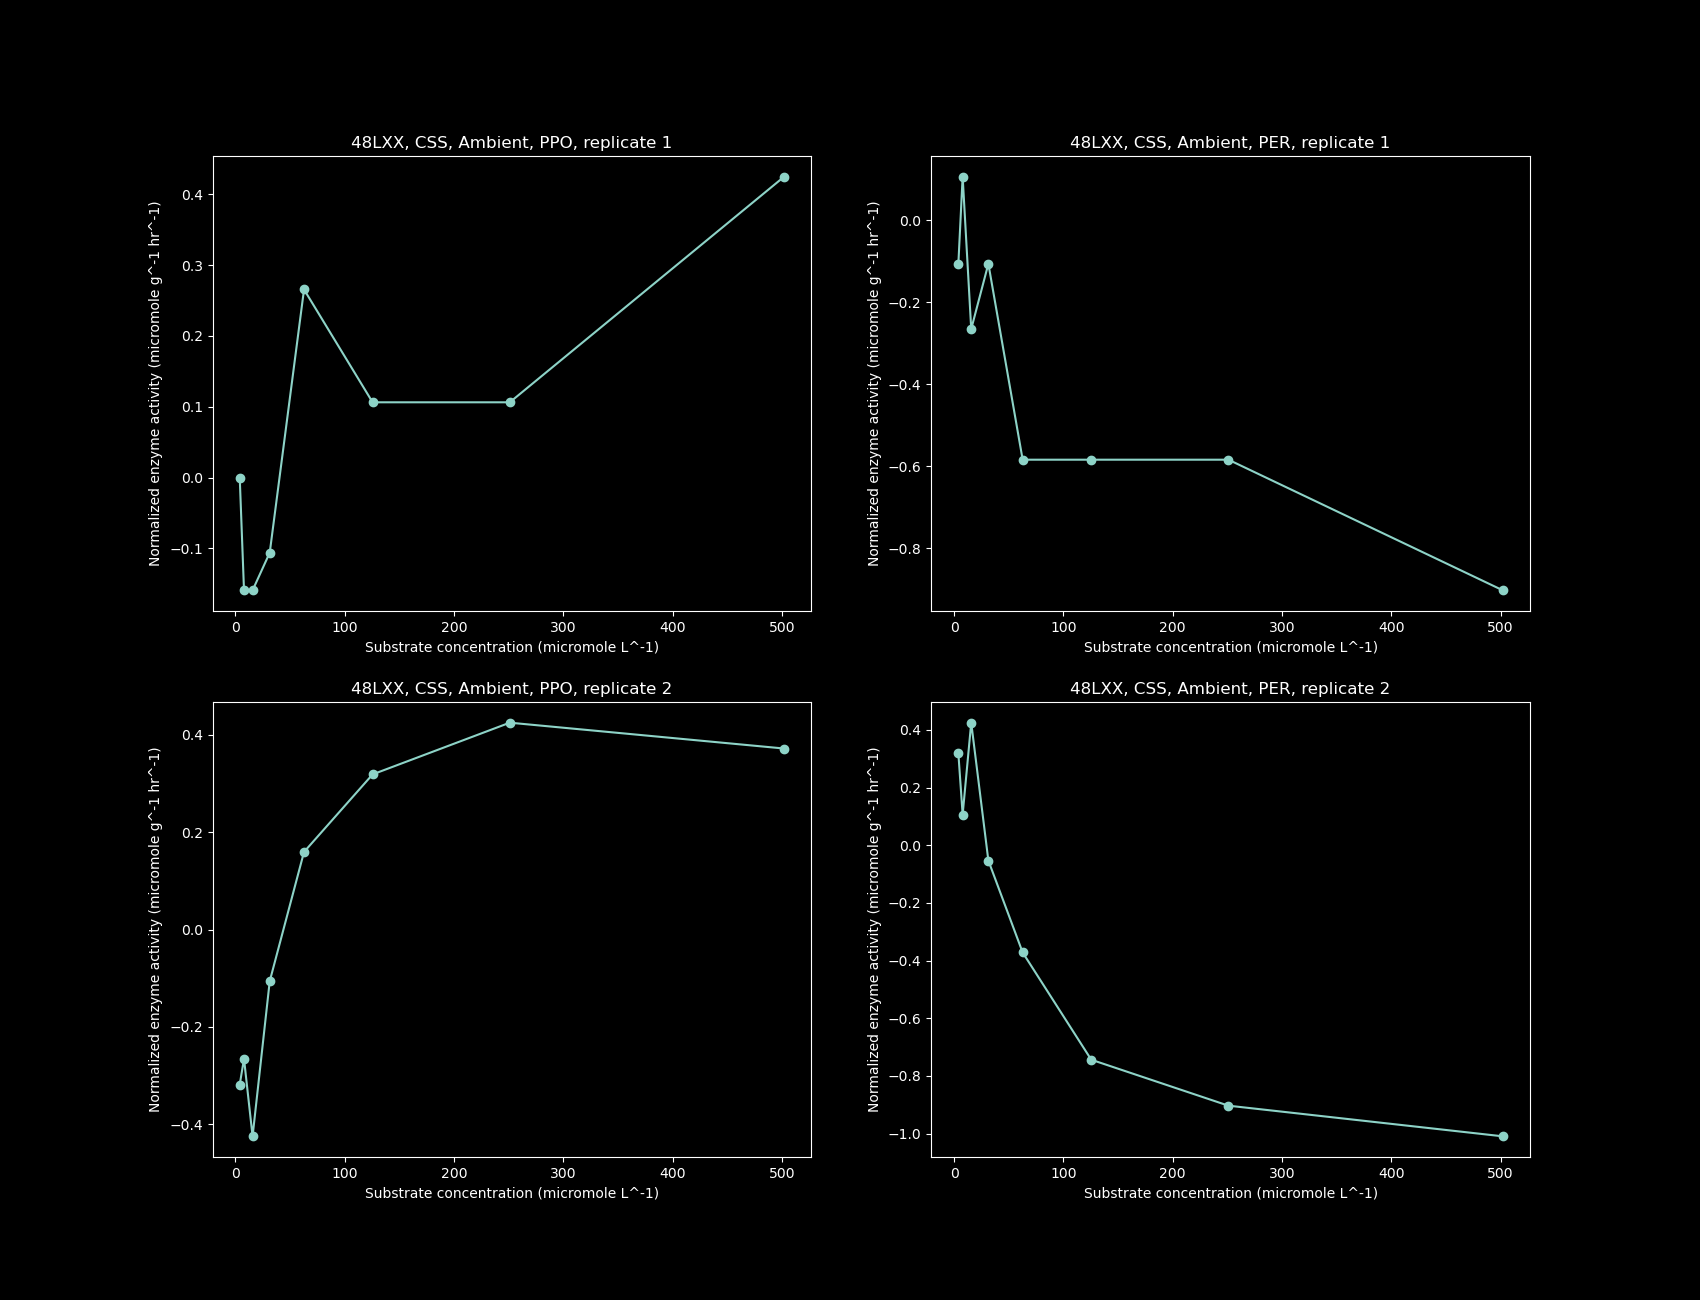 48LXX, CSS, Ambient, PPO, replicate 1
Normalized enzyme activity (micromole g^-1 hr^-1)
0.4
0.3
0.2
0.1
0.0
−0.1
0 100 200 300 400 500
Substrate concentration (micromole L^-1)
48LXX, CSS, Ambient, PER, replicate 1
Normalized enzyme activity (micromole g^-1 hr^-1)
0.0
−0.2
−0.4
−0.6
−0.8
0 100 200 300 400 500
Substrate concentration (micromole L^-1)
48LXX, CSS, Ambient, PPO, replicate 2
Normalized enzyme activity (micromole g^-1 hr^-1)
0.4
0.2
0.0
−0.2
−0.4
0 100 200 300 400 500
Substrate concentration (micromole L^-1)
48LXX, CSS, Ambient, PER, replicate 2
Normalized enzyme activity (micromole g^-1 hr^-1)
0.4
0.2
0.0
−0.2
−0.4
−0.6
−0.8
−1.0
0 100 200 300 400 500
Substrate concentration (micromole L^-1)